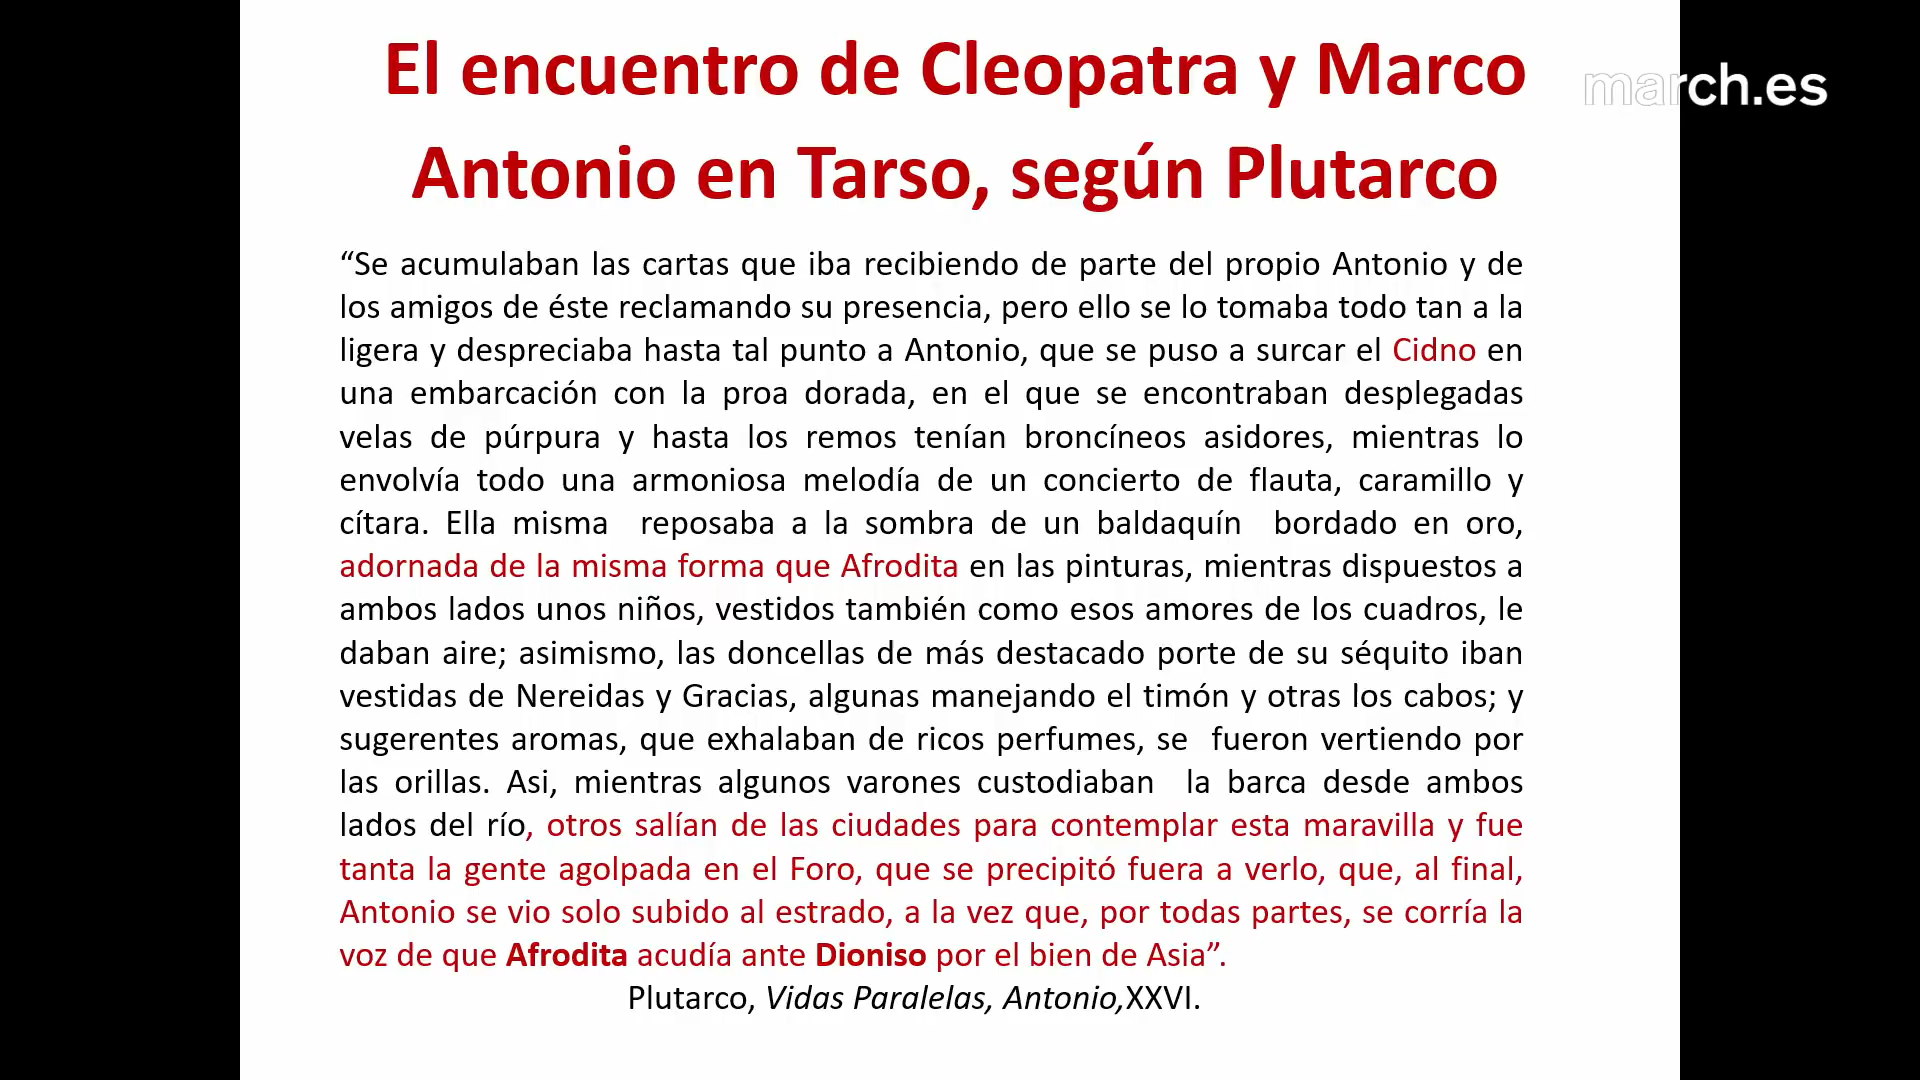 El encuentro de Cleopatra y Marco
march.es
Antonio en Tarso, según Plutarco
“Se acumulaban las cartas que iba recibiendo de parte del propio Antonio y de
los amigos de éste reclamando su presencia, pero ello se lo tomaba todo tan a la
ligera y despreciaba hasta tal punto a Antonio, que se puso a surcar el Cidno en
una embarcación con la proa dorada, en el que se encontraban desplegadas
velas de púrpura y hasta los remos tenían broncíneos asidores, mientras lo
envolvía todo una armoniosa melodía de un concierto de flauta, caramillo y
cítara. Ella misma reposaba a la sombra de un baldaquín bordado en oro,
adornada de la misma forma que Afrodita en las pinturas, mientras dispuestos a
ambos lados unos niños, vestidos también como esos amores de los cuadros, le
daban aire; asimismo, las doncellas de más destacado porte de su séquito iban
vestidas de Nereidas y Gracias, algunas manejando el timón y otras los cabos; y
sugerentes aromas, que exhalaban de ricos perfumes, se fueron vertiendo por
las orillas. Asi, mientras algunos varones custodiaban la barca desde ambos
lados del río, otros salían de las ciudades para contemplar esta maravilla y fue
tanta la gente agolpada en el Foro, que se precipitó fuera a verlo, que, al final,
Antonio se vio solo subido al estrado, a la vez que, por todas partes, se corría la
voz de que Afrodita acudía ante Dioniso por el bien de Asia”.
Plutarco, Vidas Paralelas, Antonio,XXVI.